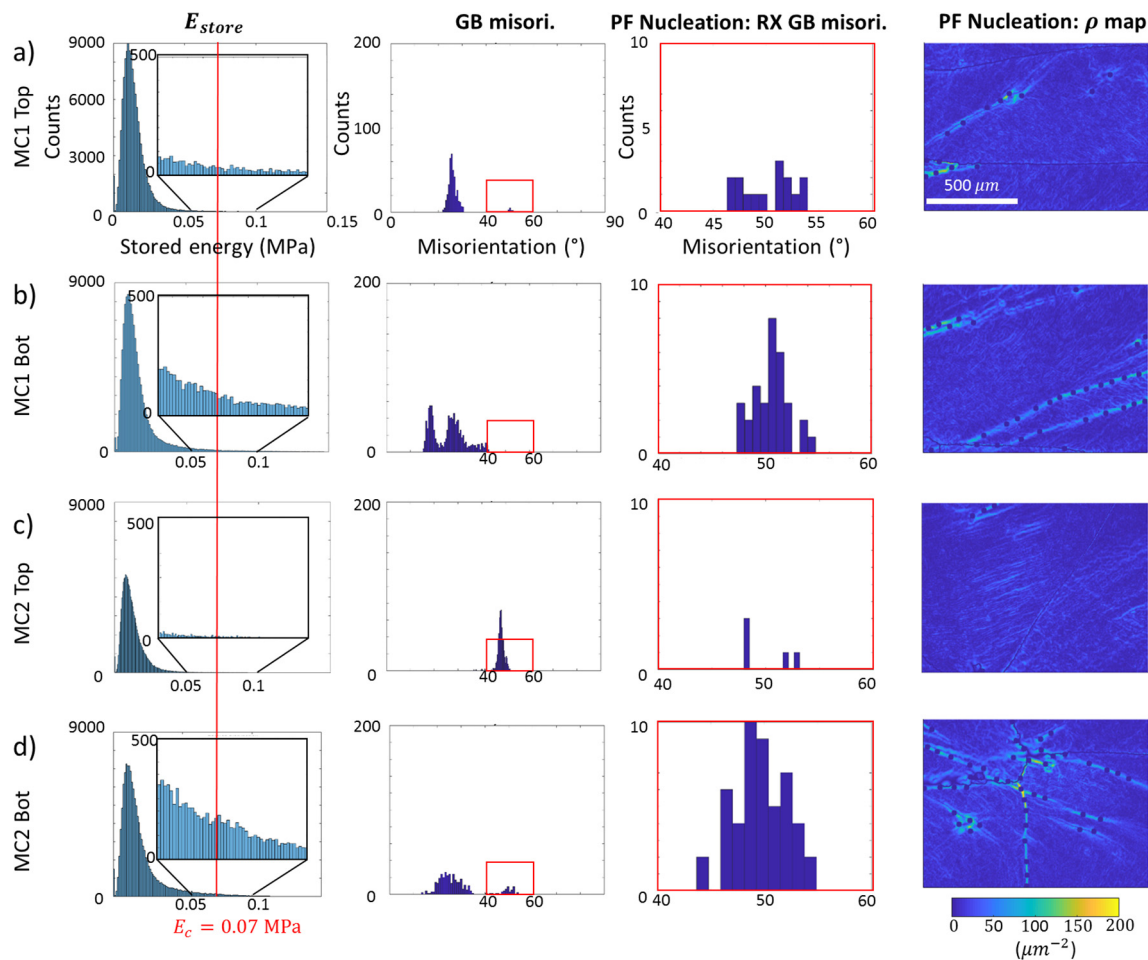 E_store GB misori. PF Nucleation: RX GB misori. PF Nucleation: ρ map
a)
MC1 Top
Counts
9000
6000
3000
0
500
0
0 0.05 0.1 0.15
Stored energy (MPa)
Counts
200
100
0
0 40 60 90
Misorientation (°)
Counts
10
5
0
40 45 50 55 60
Misorientation (°)
500 μm
b)
MC1 Bot
9000
0
500
0
0.05 0.1
200
100
0
40 60
10
0
40 50 60
c)
MC2 Top
9000
0
500
0
0.05 0.1
200
100
0
40 60
10
0
40 50 60
d)
MC2 Bot
9000
0
500
0
0.05 0.1
E_c = 0.07 MPa
200
100
0
40 60
10
0
40 50 60
0 50 100 150 200
(μm⁻²)